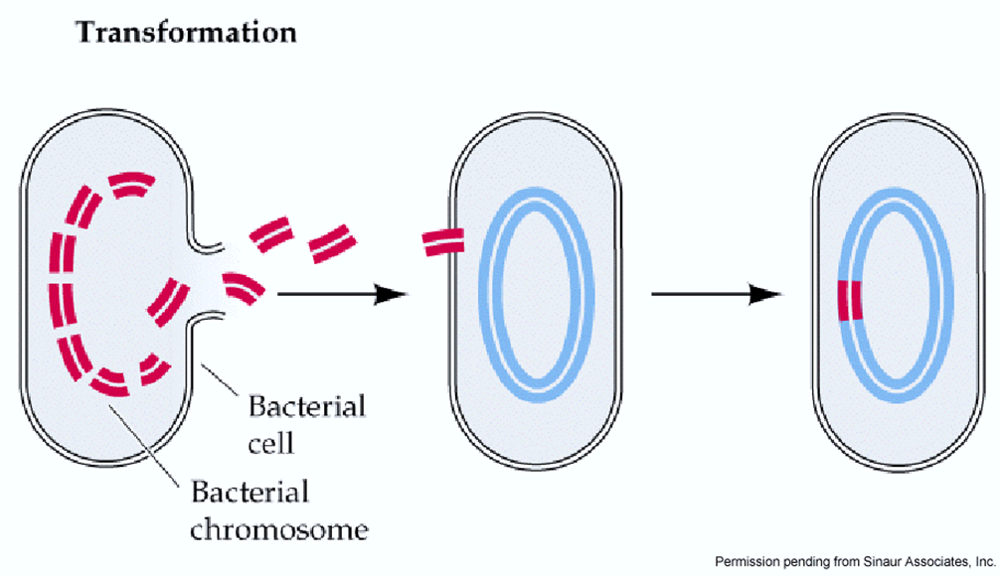 Transformation
Bacterial
cell
Bacterial
chromosome
Permission pending from Sinaur Associates, Inc.